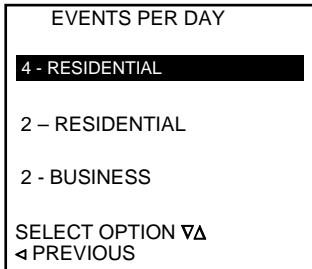 EVENTS PER DAY
4 - RESIDENTIAL
2 – RESIDENTIAL
2 - BUSINESS
SELECT OPTION ∇Δ
⊲ PREVIOUS